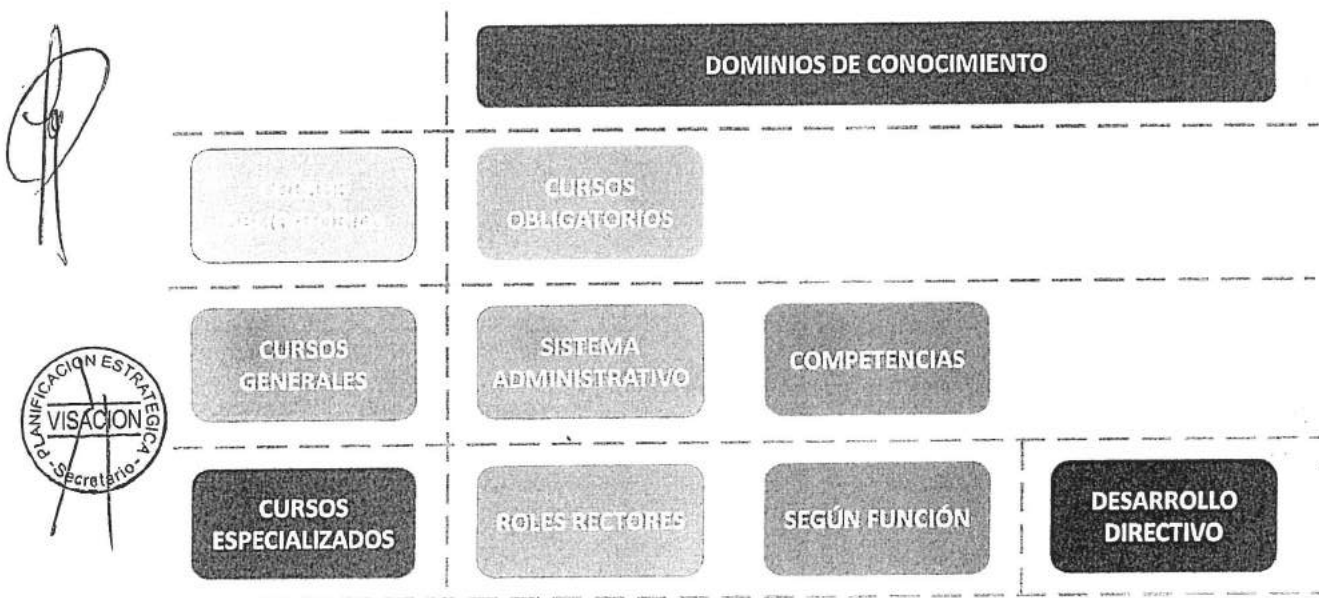 DOMINIOS DE CONOCIMIENTO
CURSOS
OBLIGATORIOS
CURSOS
GENERALES
SISTEMA
ADMINISTRATIVO
COMPETENCIAS
PLANIFICACION ESTRATEGICA
VISACION
-Secretario-
CURSOS
ESPECIALIZADOS
ROLES RECTORES
SEGÚN FUNCIÓN
DESARROLLO
DIRECTIVO